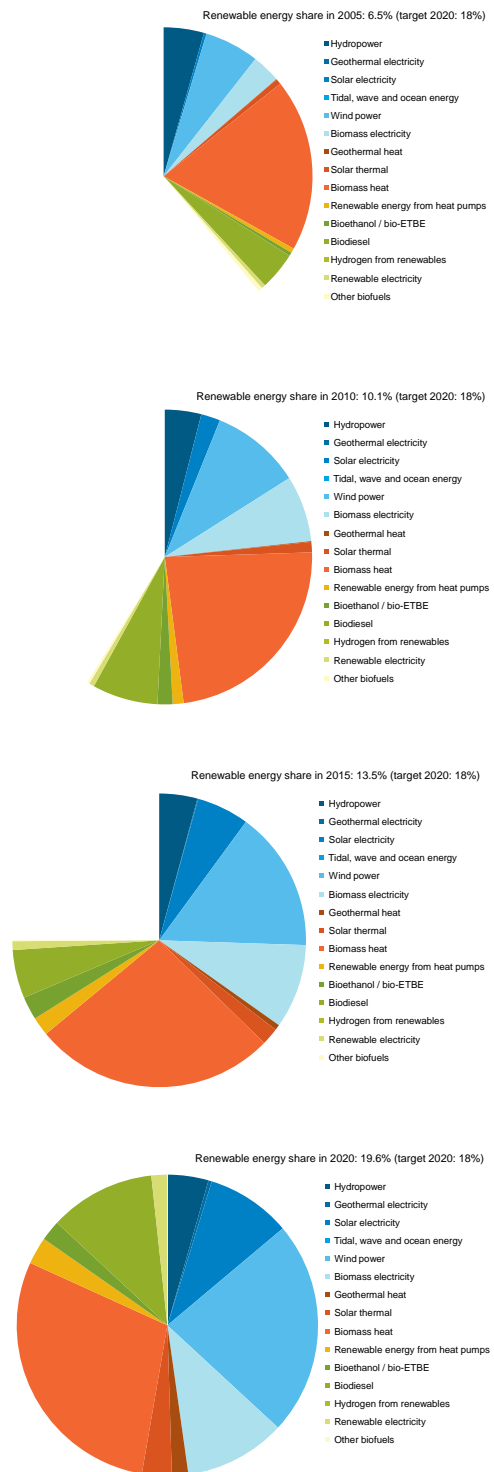 Renewable energy share in 2005: 6.5% (target 2020: 18%)
Hydropower
Geothermal electricity
Solar electricity
Tidal, wave and ocean energy
Wind power
Biomass electricity
Geothermal heat
Solar thermal
Biomass heat
Renewable energy from heat pumps
Bioethanol / bio-ETBE
Biodiesel
Hydrogen from renewables
Renewable electricity
Other biofuels
Renewable energy share in 2010: 10.1% (target 2020: 18%)
Hydropower
Geothermal electricity
Solar electricity
Tidal, wave and ocean energy
Wind power
Biomass electricity
Geothermal heat
Solar thermal
Biomass heat
Renewable energy from heat pumps
Bioethanol / bio-ETBE
Biodiesel
Hydrogen from renewables
Renewable electricity
Other biofuels
Renewable energy share in 2015: 13.5% (target 2020: 18%)
Hydropower
Geothermal electricity
Solar electricity
Tidal, wave and ocean energy
Wind power
Biomass electricity
Geothermal heat
Solar thermal
Biomass heat
Renewable energy from heat pumps
Bioethanol / bio-ETBE
Biodiesel
Hydrogen from renewables
Renewable electricity
Other biofuels
Renewable energy share in 2020: 19.6% (target 2020: 18%)
Hydropower
Geothermal electricity
Solar electricity
Tidal, wave and ocean energy
Wind power
Biomass electricity
Geothermal heat
Solar thermal
Biomass heat
Renewable energy from heat pumps
Bioethanol / bio-ETBE
Biodiesel
Hydrogen from renewables
Renewable electricity
Other biofuels